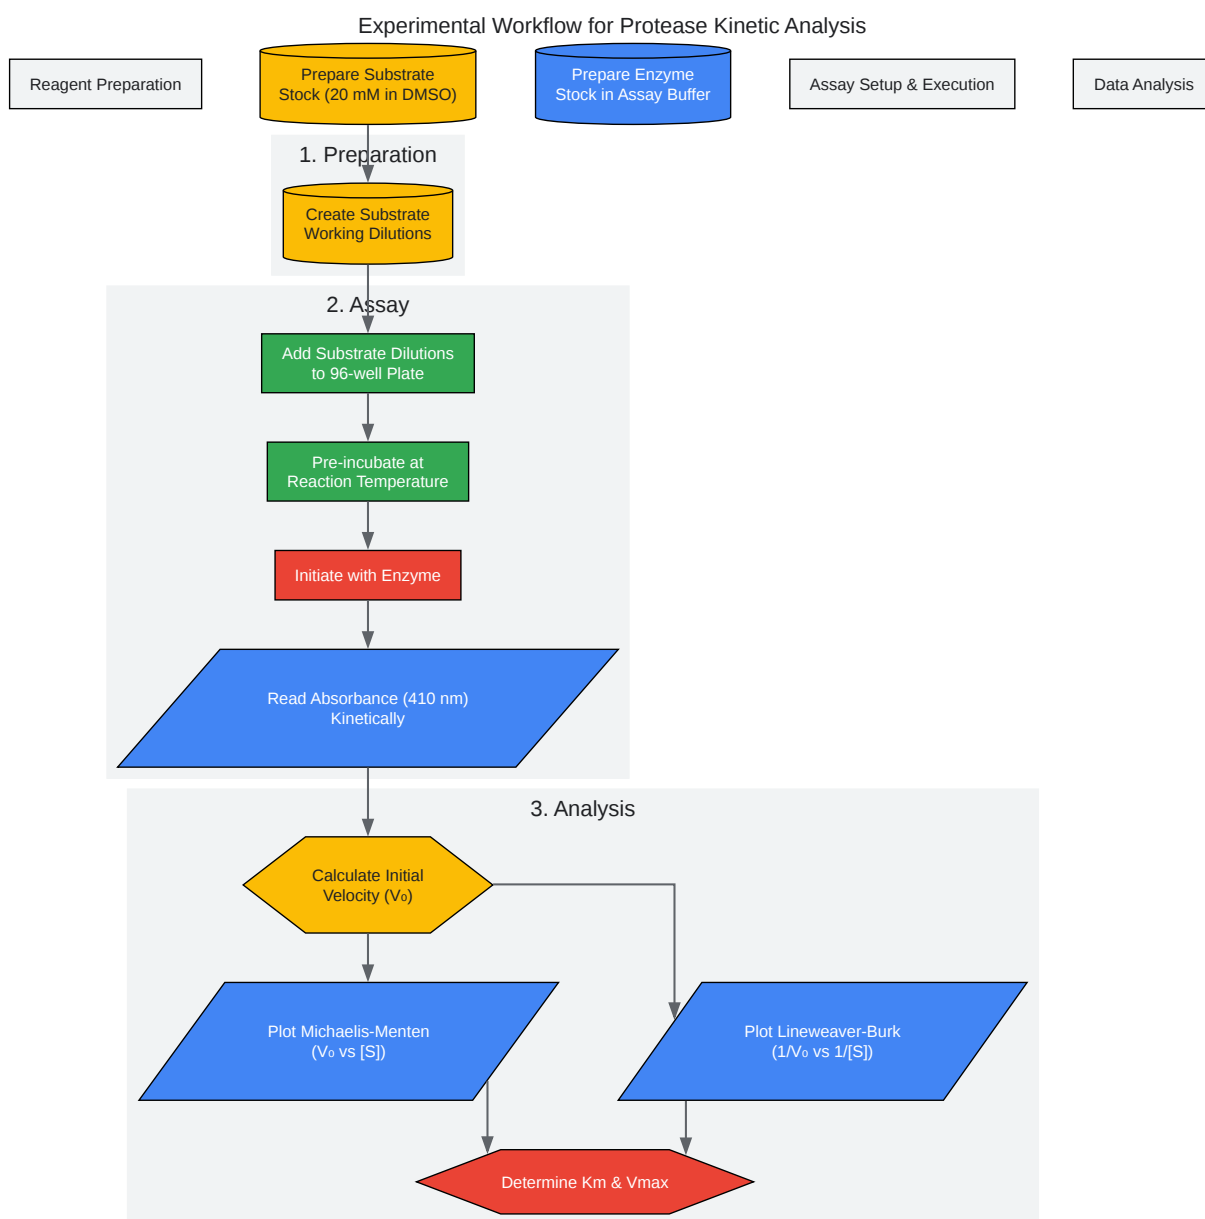 Experimental Workflow for Protease Kinetic Analysis
Reagent Preparation
Prepare Substrate
Stock (20 mM in DMSO)
Prepare Enzyme
Stock in Assay Buffer
Assay Setup & Execution
Data Analysis
1. Preparation
Create Substrate
Working Dilutions
2. Assay
Add Substrate Dilutions
to 96-well Plate
Pre-incubate at
Reaction Temperature
Initiate with Enzyme
Read Absorbance (410 nm)
Kinetically
3. Analysis
Calculate Initial
Velocity (V₀)
Plot Michaelis-Menten
(V₀ vs [S])
Plot Lineweaver-Burk
(1/V₀ vs 1/[S])
Determine Km & Vmax